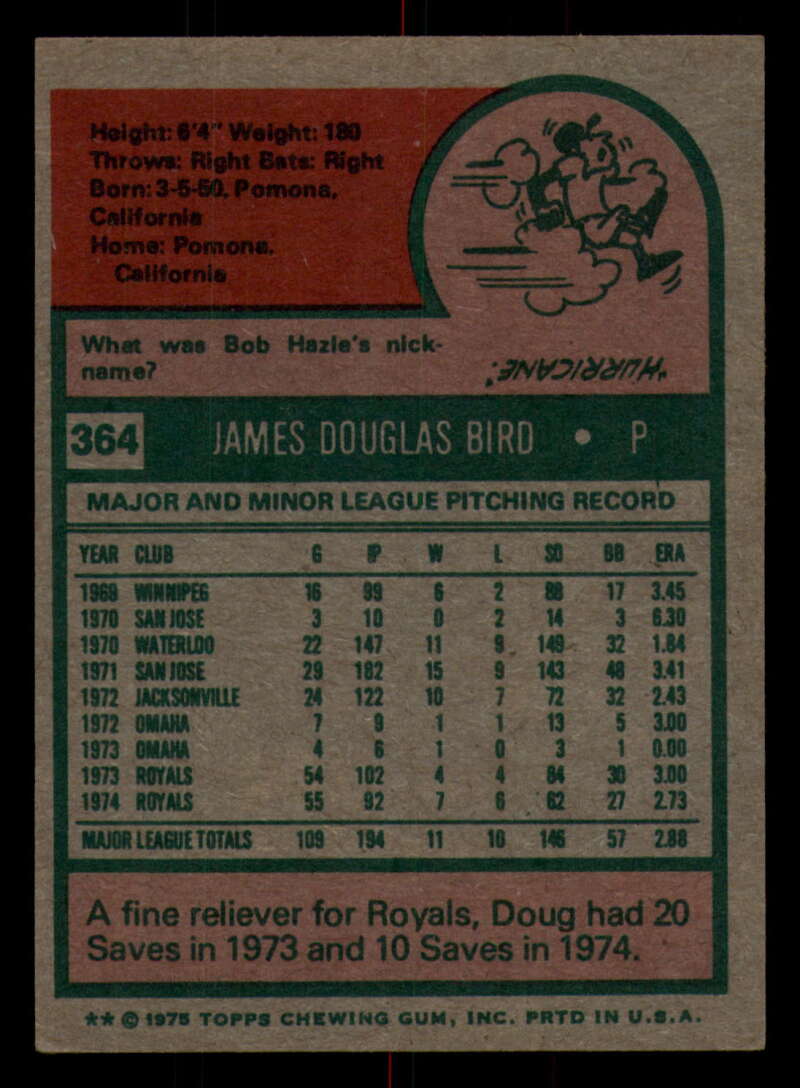 Height: 6'4" Weight: 180
Throws: Right Bats: Right
Born: 3-5-50, Pomona,
California
Home: Pomona,
California
What was Bob Hazle's nick-
name?
"HURRICANE".
364 JAMES DOUGLAS BIRD • P
MAJOR AND MINOR LEAGUE PITCHING RECORD
YEAR CLUB G IP W L SO BB ERA
1969 WINNIPEG 16 99 6 2 88 17 3.45
1970 SAN JOSE 3 10 0 2 14 3 6.30
1970 WATERLOO 22 147 11 9 149 32 1.84
1971 SAN JOSE 29 182 15 9 143 48 3.41
1972 JACKSONVILLE 24 122 10 7 72 32 2.43
1972 OMAHA 7 9 1 1 13 5 3.00
1973 OMAHA 4 6 1 0 3 1 0.00
1973 ROYALS 54 102 4 4 84 30 3.00
1974 ROYALS 55 92 7 6 62 27 2.73
MAJOR LEAGUE TOTALS 109 194 11 10 146 57 2.88
A fine reliever for Royals, Doug had 20
Saves in 1973 and 10 Saves in 1974.
** © 1975 TOPPS CHEWING GUM, INC. PRTD IN U.S.A.